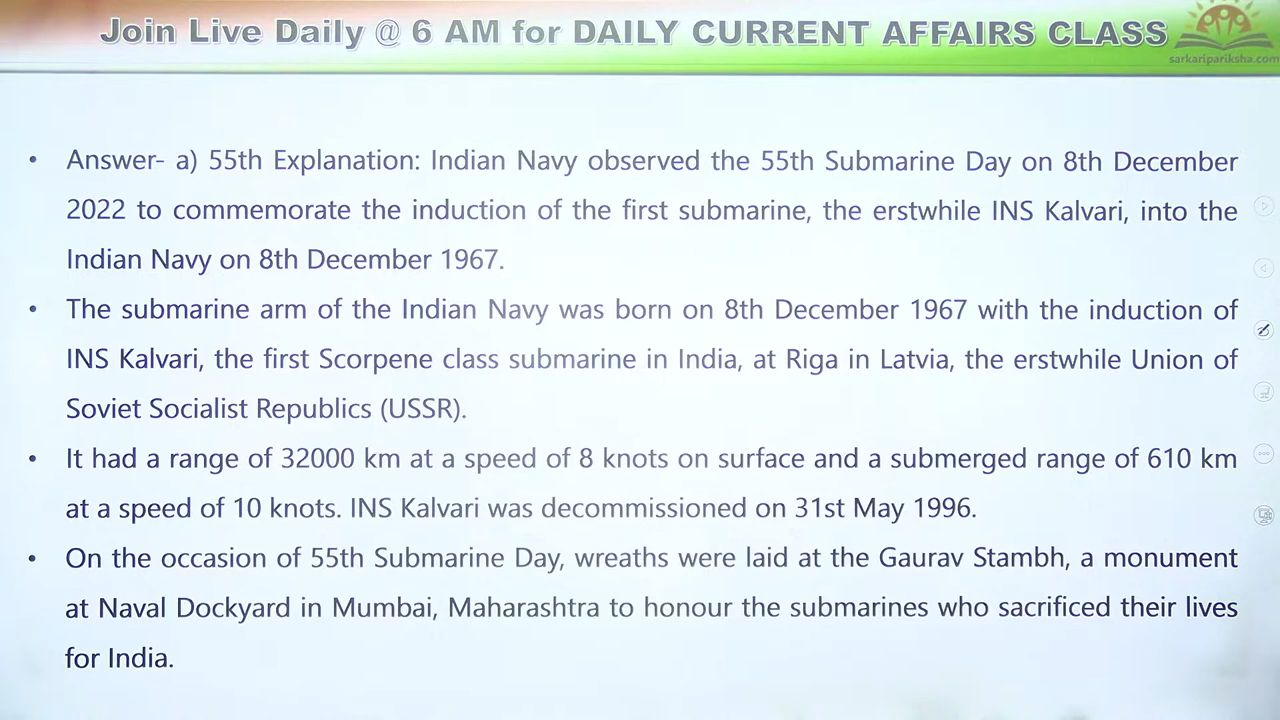 Join Live Daily @ 6 AM for DAILY CURRENT AFFAIRS CLASS
sarkaripariksha.com
• Answer- a) 55th Explanation: Indian Navy observed the 55th Submarine Day on 8th December
2022 to commemorate the induction of the first submarine, the erstwhile INS Kalvari, into the
Indian Navy on 8th December 1967.
• The submarine arm of the Indian Navy was born on 8th December 1967 with the induction of
INS Kalvari, the first Scorpene class submarine in India, at Riga in Latvia, the erstwhile Union of
Soviet Socialist Republics (USSR).
• It had a range of 32000 km at a speed of 8 knots on surface and a submerged range of 610 km
at a speed of 10 knots. INS Kalvari was decommissioned on 31st May 1996.
• On the occasion of 55th Submarine Day, wreaths were laid at the Gaurav Stambh, a monument
at Naval Dockyard in Mumbai, Maharashtra to honour the submarines who sacrificed their lives
for India.